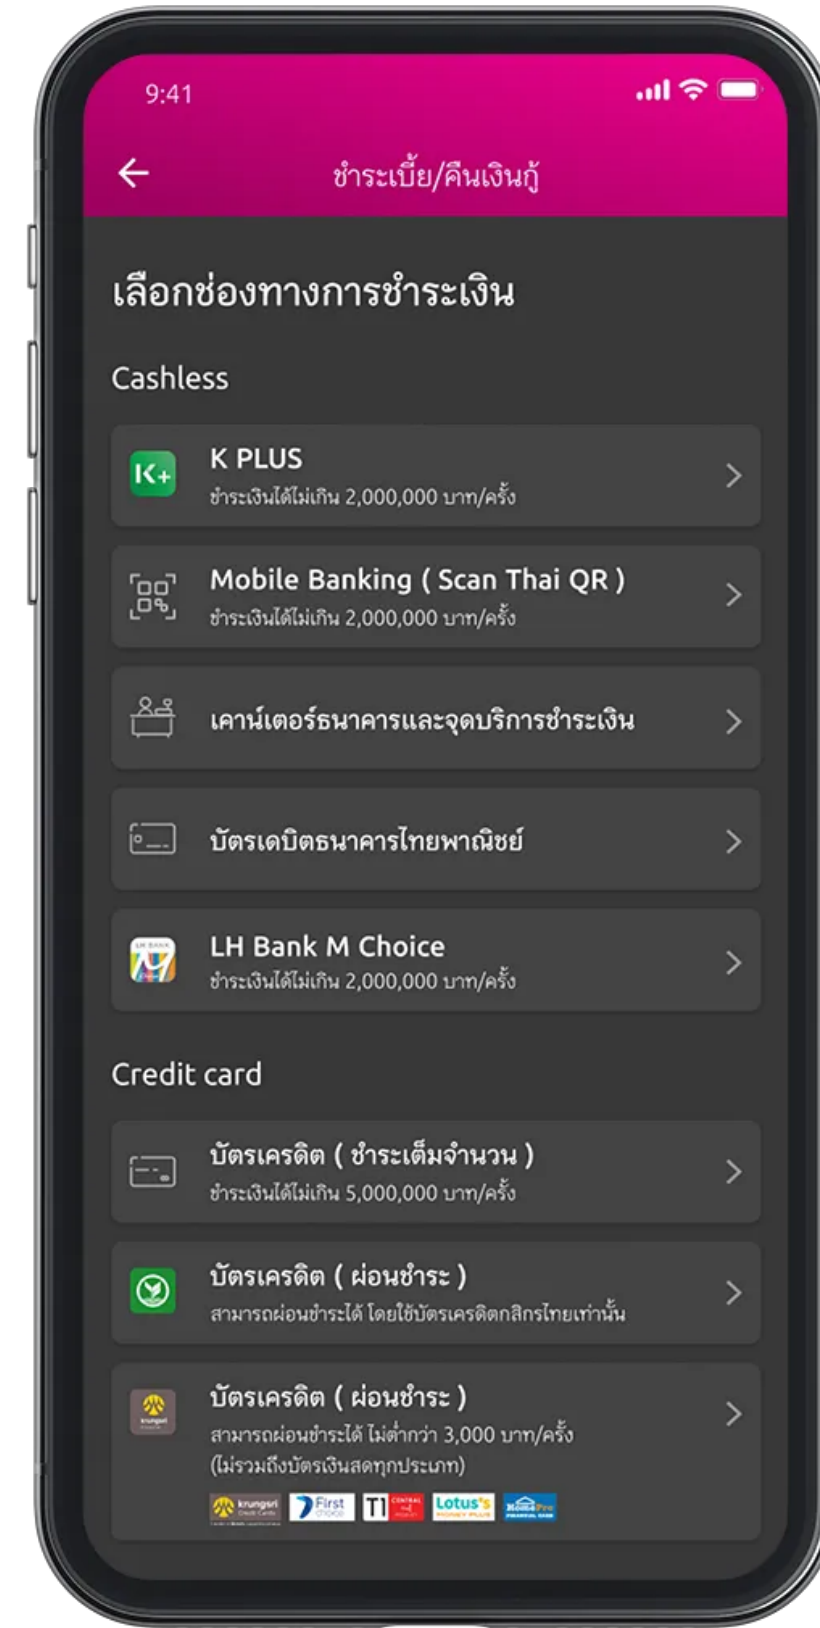 9:41
ชำระเบี้ย/คืนเงินกู้
เลือกช่องทางการชำระเงิน
Cashless
K+
K PLUS
ชำระเงินได้ไม่เกิน 2,000,000 บาท/ครั้ง
Mobile Banking ( Scan Thai QR )
ชำระเงินได้ไม่เกิน 2,000,000 บาท/ครั้ง
เคาน์เตอร์ธนาคารและจุดบริการชำระเงิน
บัตรเดบิตธนาคารไทยพาณิชย์
LH BANK
LH Bank M Choice
ชำระเงินได้ไม่เกิน 2,000,000 บาท/ครั้ง
Credit card
บัตรเครดิต ( ชำระเต็มจำนวน )
ชำระเงินได้ไม่เกิน 5,000,000 บาท/ครั้ง
บัตรเครดิต ( ผ่อนชำระ )
สามารถผ่อนชำระได้ โดยใช้บัตรเครดิตกสิกรไทยเท่านั้น
krungsri
บัตรเครดิต ( ผ่อนชำระ )
สามารถผ่อนชำระได้ ไม่ต่ำกว่า 3,000 บาท/ครั้ง
(ไม่รวมถึงบัตรเงินสดทุกประเภท)
krungsri Credit Cards First choice T1 CENTRAL Lotus's MONEY PLUS HomePro